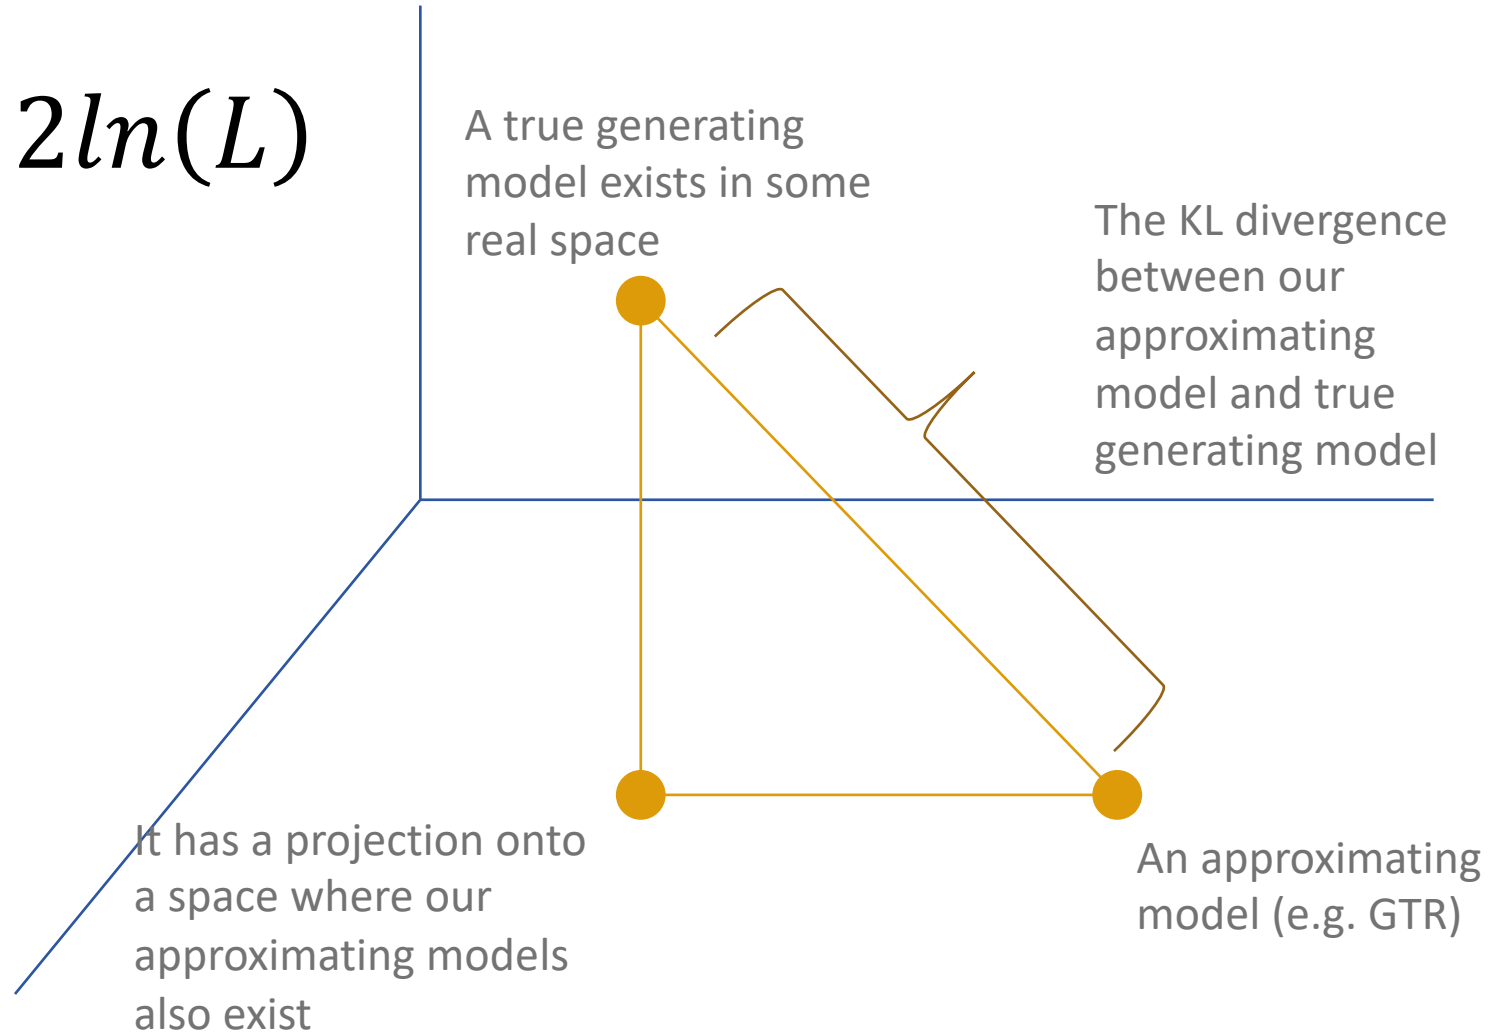 2ln(L)
A true generating
model exists in some
real space
The KL divergence
between our
approximating
model and true
generating model
It has a projection onto
a space where our
approximating models
also exist
An approximating
model (e.g. GTR)